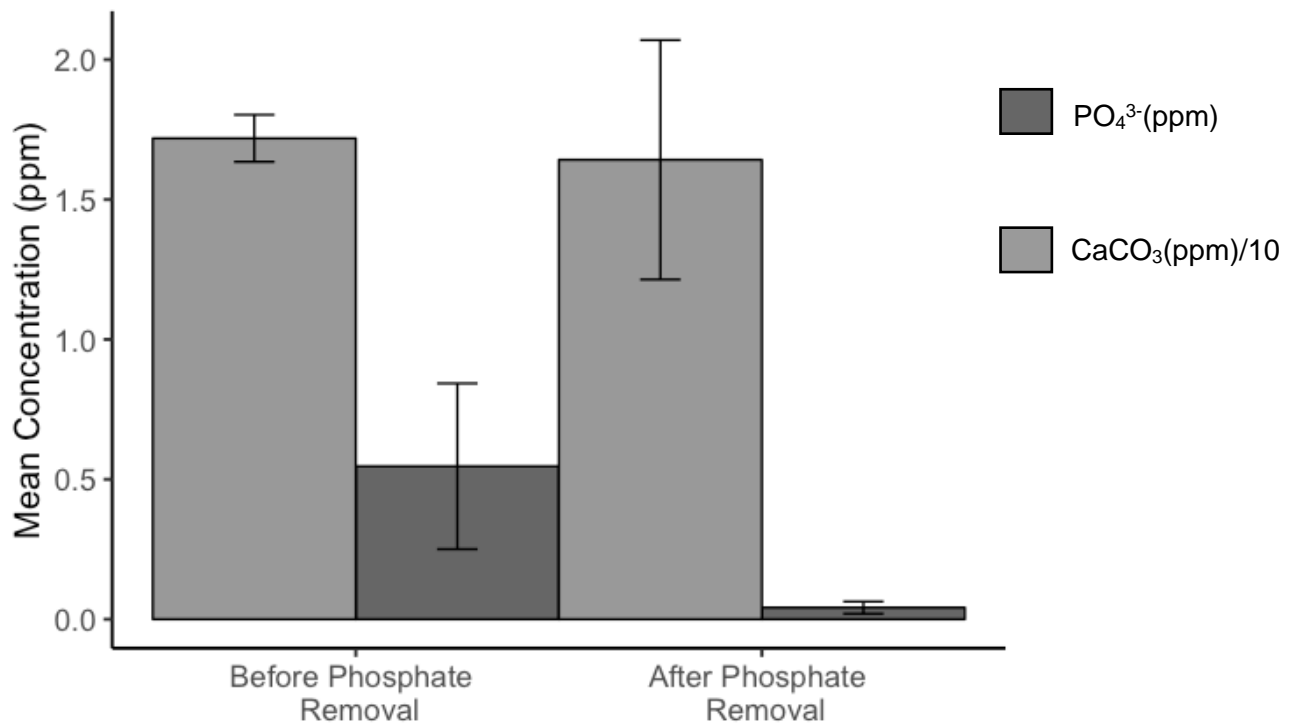 Mean Concentration (ppm)
2.0
1.5
1.0
0.5
0.0
Before Phosphate
Removal
After Phosphate
Removal
PO₄³⁻(ppm)
CaCO₃(ppm)/10